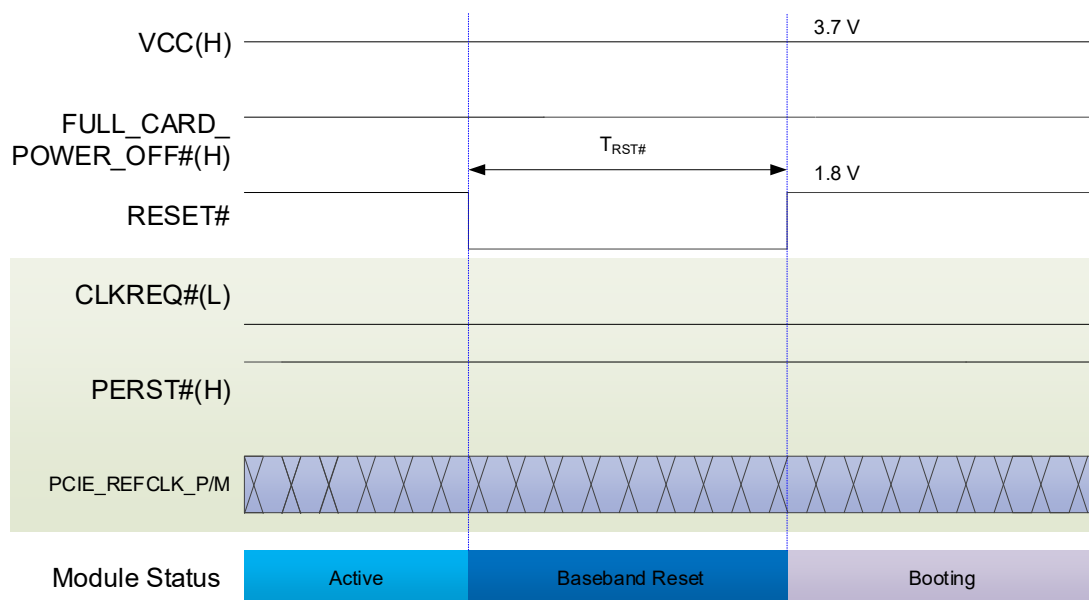 VCC(H)
3.7 V
FULL_CARD_
POWER_OFF#(H)
TRST#
1.8 V
RESET#
CLKREQ#(L)
PERST#(H)
PCIE_REFCLK_P/M
Module Status
Active
Baseband Reset
Booting